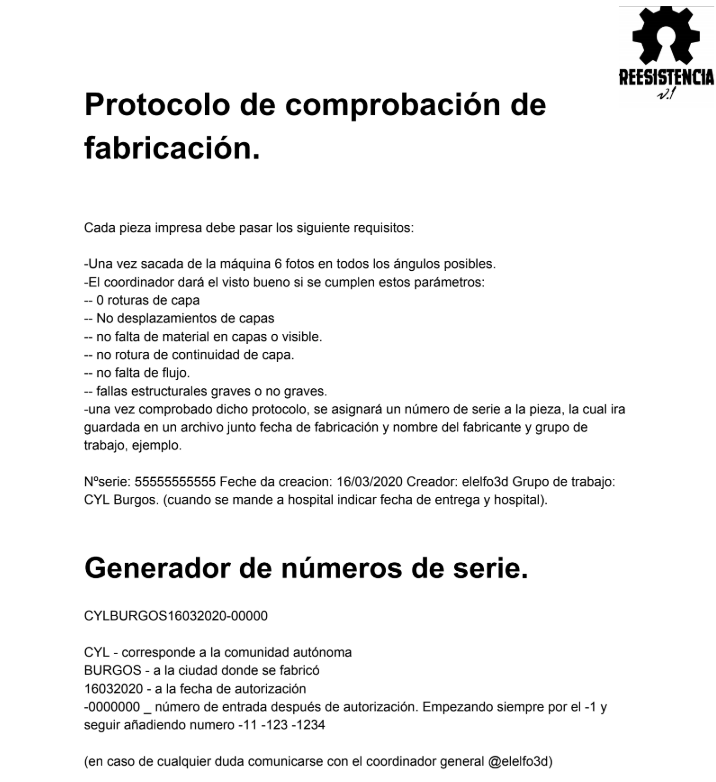 REESISTENCIA
v.1
Protocolo de comprobación de
fabricación.
Cada pieza impresa debe pasar los siguiente requisitos:
-Una vez sacada de la máquina 6 fotos en todos los ángulos posibles.
-El coordinador dará el visto bueno si se cumplen estos parámetros:
-- 0 roturas de capa
-- No desplazamientos de capas
-- no falta de material en capas o visible.
-- no rotura de continuidad de capa.
-- no falta de flujo.
-- fallas estructurales graves o no graves.
-una vez comprobado dicho protocolo, se asignará un número de serie a la pieza, la cual ira
guardada en un archivo junto fecha de fabricación y nombre del fabricante y grupo de
trabajo, ejemplo.
Nºserie: 55555555555 Feche da creacion: 16/03/2020 Creador: elelfo3d Grupo de trabajo:
CYL Burgos. (cuando se mande a hospital indicar fecha de entrega y hospital).
Generador de números de serie.
CYLBURGOS16032020-00000
CYL - corresponde a la comunidad autónoma
BURGOS - a la ciudad donde se fabricó
16032020 - a la fecha de autorización
-0000000 _ número de entrada después de autorización. Empezando siempre por el -1 y
seguir añadiendo numero -11 -123 -1234
(en caso de cualquier duda comunicarse con el coordinador general @elelfo3d)